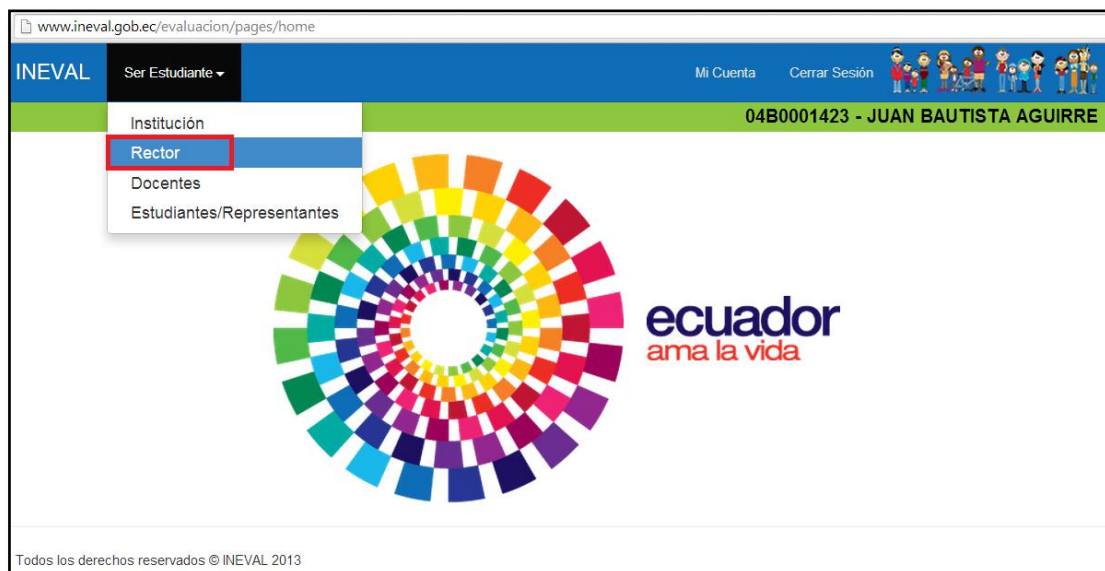 www.ineval.gob.ec/evaluacion/pages/home
INEVAL Ser Estudiante Mi Cuenta Cerrar Sesión
04B0001423 - JUAN BAUTISTA AGUIRRE
Institución
Rector
Docentes
Estudiantes/Representantes
ecuador
ama la vida
Todos los derechos reservados © INEVAL 2013